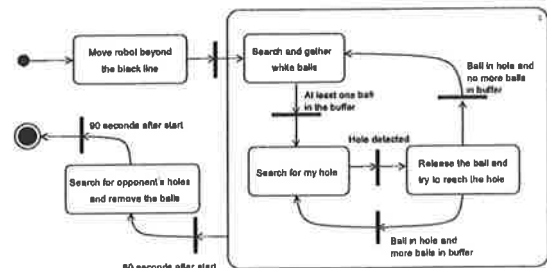 Move robot beyond
the black line
Search and gather
white balls
Ball in hole and
no more balls
in buffer
At least one ball
in the buffer
90 seconds after start
Hole detected
Search for my hole
Release the ball and
try to reach the hole
Search for opponent's holes
and remove the balls
Ball in hole and
more balls in buffer
80 seconds after start